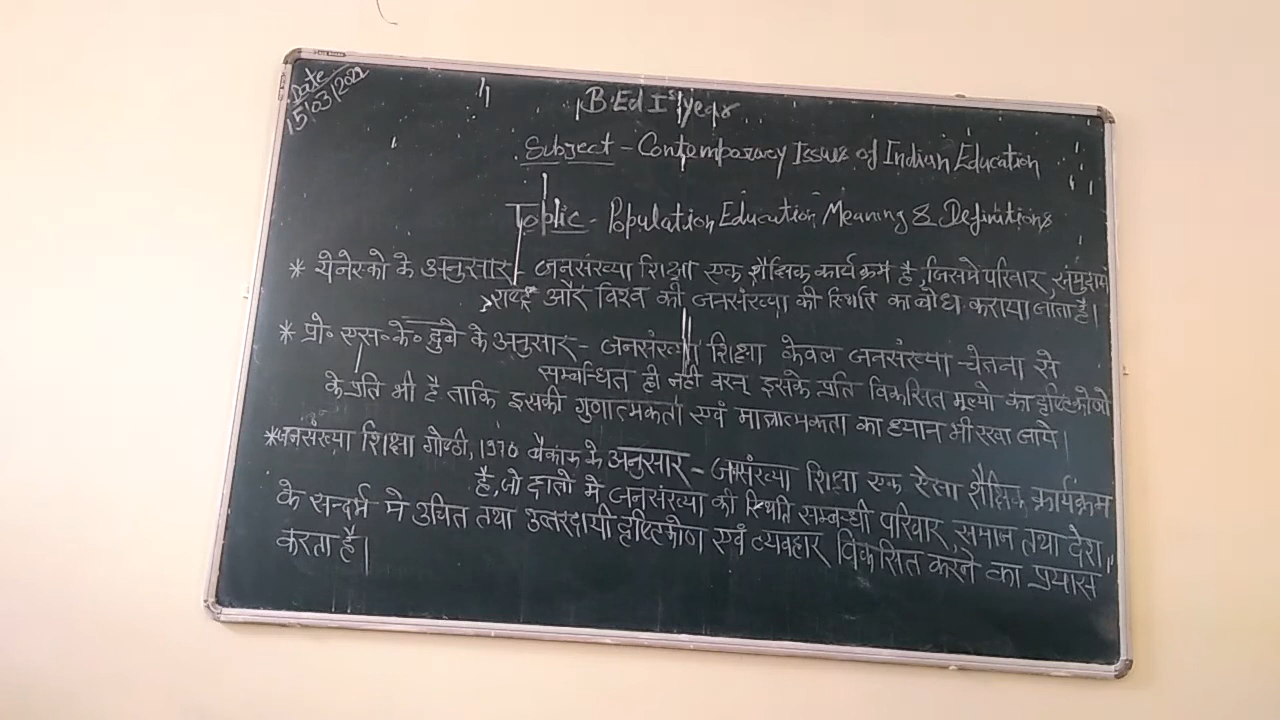 Date
15/03/2022
B.Ed Ist year
Subject - Contemporary Issues of Indian Education
Topic - Population Education Meaning & Definitions
* येनेस्को के अनुसार - जनसंख्या शिक्षा एक शैक्षिक कार्यक्रम है, जिसमे परिवार, समुदाय
राष्ट्र और विश्व की जनसंख्या की स्थिति का बोध कराया जाता है।
* प्रो० एस० के० दुबे के अनुसार - जनसंख्या शिक्षा केवल जनसंख्या चेतना से
सम्बन्धित ही नही वरन् इसके प्रति विकसित मूल्यो का
के प्रति भी है ताकि इसकी गुणात्मकता एवं मात्रात्मकता का ध्यान भी रखा जाये।
* जनसंख्या शिक्षा गोष्ठी, 1970 बैकाक के अनुसार - जनसंख्या शिक्षा एक ऐसा शैक्षिक कार्यक्रम
है, जो छात्रो मे जनसंख्या की स्थिति सम्बन्धी परिवार, समाज तथा देश
के सन्दर्भ मे उचित तथा उत्तरदायी दृष्टिकोण एवं व्यवहार विकसित करने का प्रयास
करता है।